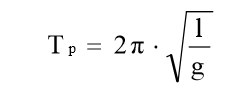 Tₚ = 2π · √(l/g)